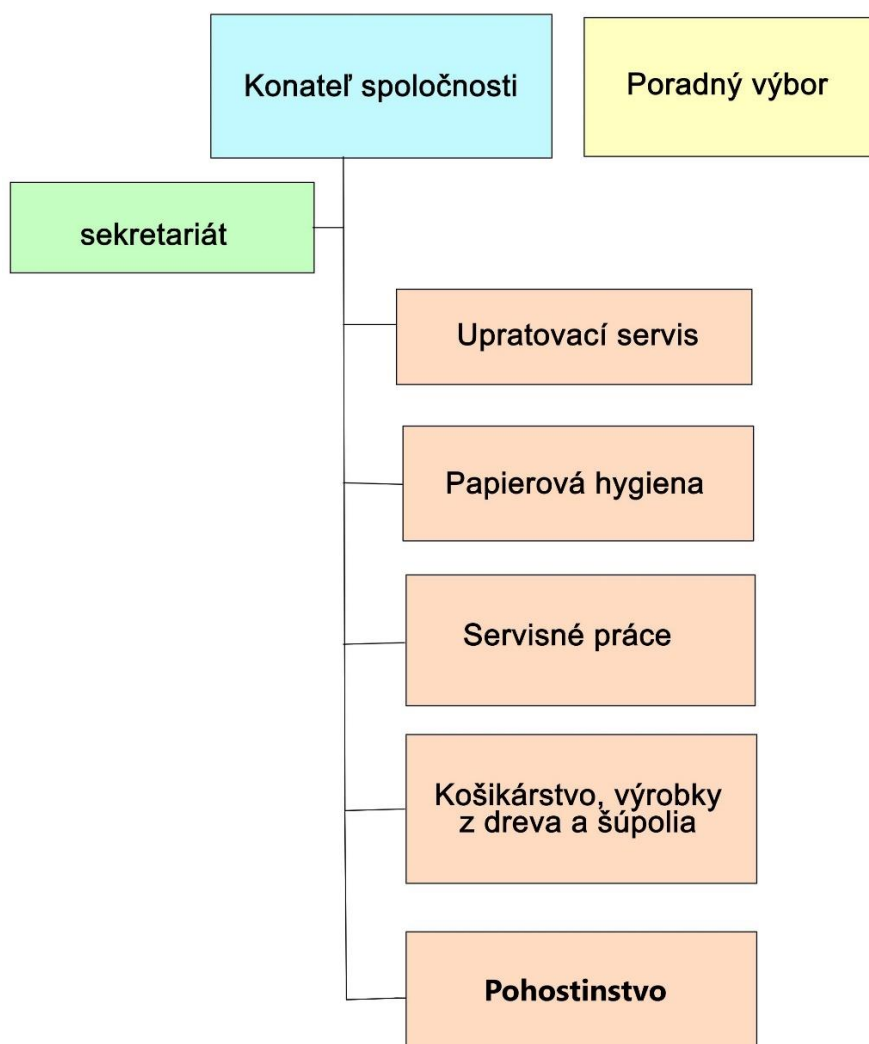 Konateľ spoločnosti
Poradný výbor
sekretariát
Upratovací servis
Papierová hygiena
Servisné práce
Košikárstvo, výrobky
z dreva a šúpolia
Pohostinstvo